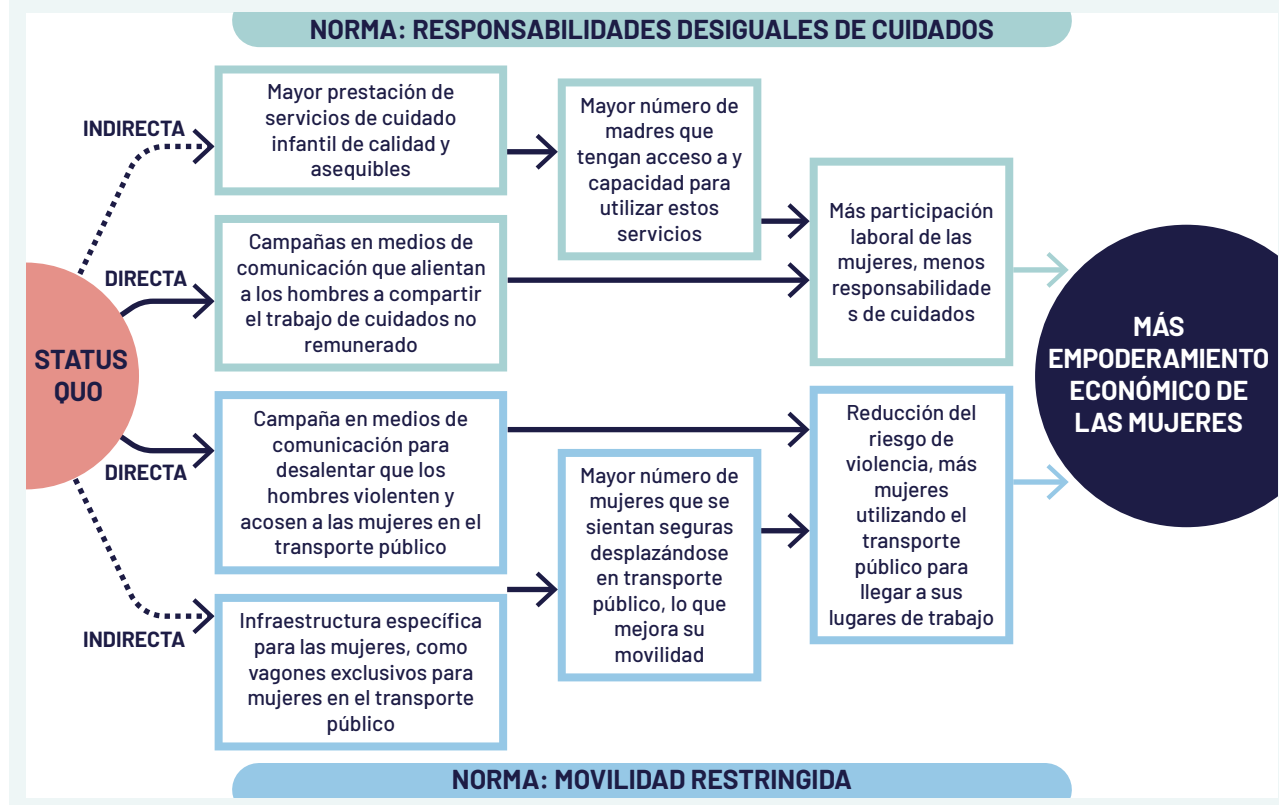 NORMA: RESPONSABILIDADES DESIGUALES DE CUIDADOS
INDIRECTA
Mayor prestación de
servicios de cuidado
infantil de calidad y
asequibles
Mayor número de
madres que
tengan acceso a y
capacidad para
utilizar estos
servicios
DIRECTA
Campañas en medios de
comunicación que alientan
a los hombres a compartir
el trabajo de cuidados no
remunerado
Más participación
laboral de las
mujeres, menos
responsabilidade
s de cuidados
STATUS
QUO
MÁS
EMPODERAMIENTO
ECONÓMICO DE
LAS MUJERES
DIRECTA
Campaña en medios de
comunicación para
desalentar que los
hombres violenten y
acosen a las mujeres en el
transporte público
Mayor número de
mujeres que se
sientan seguras
desplazándose
en transporte
público, lo que
mejora su
movilidad
Reducción del
riesgo de
violencia, más
mujeres
utilizando el
transporte
público para
llegar a sus
lugares de trabajo
INDIRECTA
Infraestructura específica
para las mujeres, como
vagones exclusivos para
mujeres en el transporte
público
NORMA: MOVILIDAD RESTRINGIDA